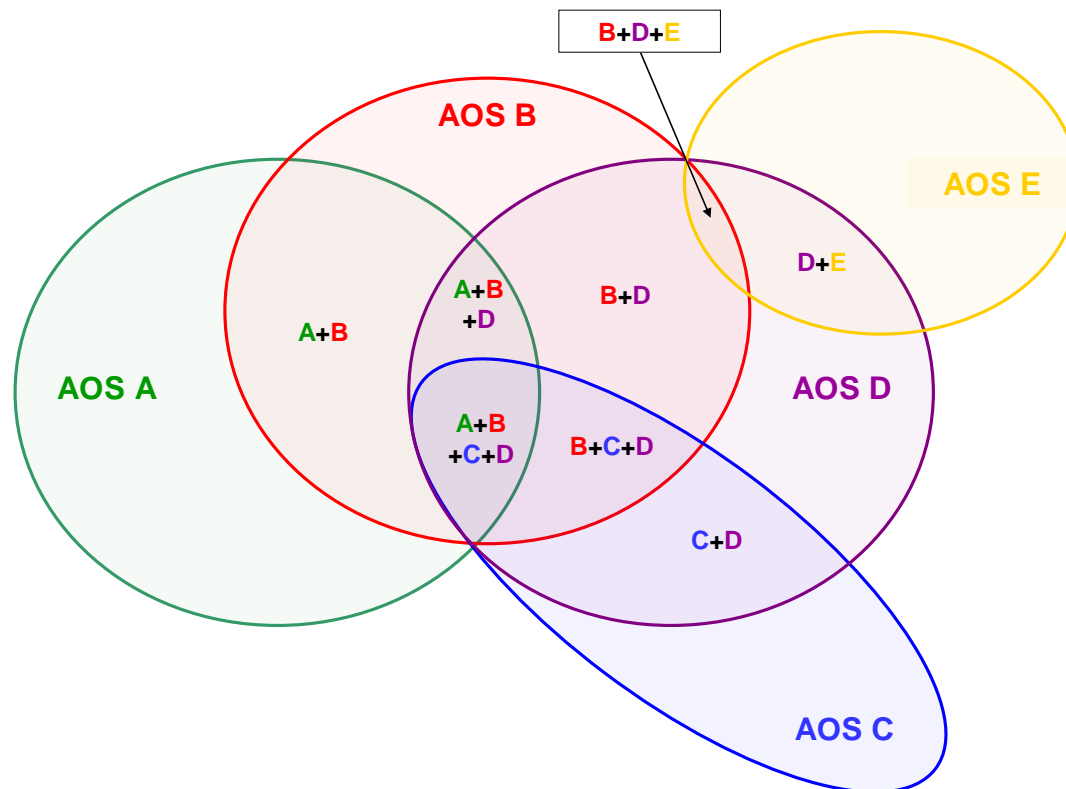 B+D+E
AOS B
AOS E
D+E
A+B
+D
B+D
A+B
AOS A
AOS D
A+B
+C+D
B+C+D
C+D
AOS C